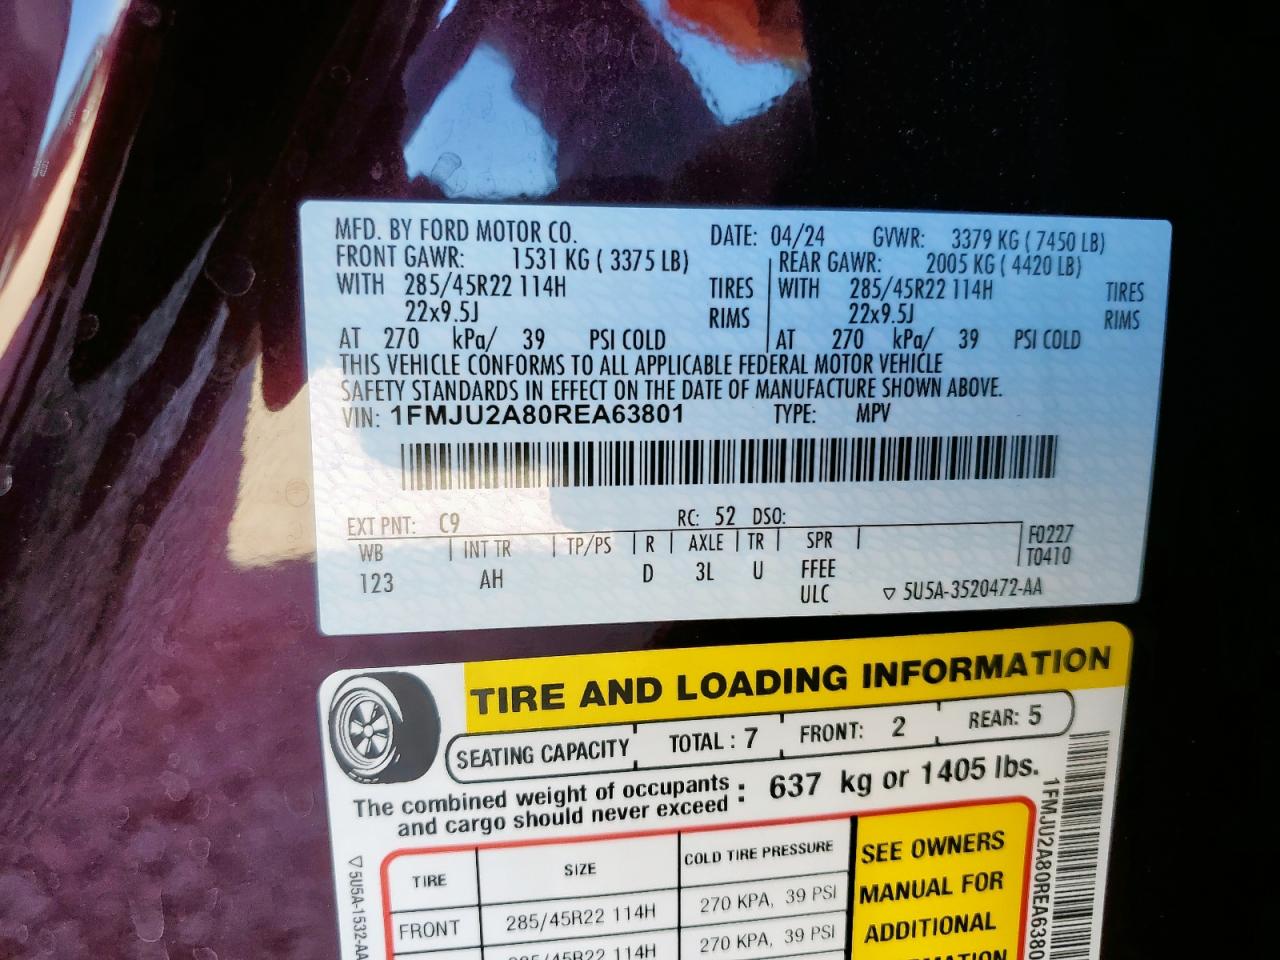 MFD. BY FORD MOTOR CO. DATE: 04/24 GVWR: 3379 KG ( 7450 LB)
FRONT GAWR: 1531 KG ( 3375 LB) REAR GAWR: 2005 KG ( 4420 LB)
WITH 285/45R22 114H TIRES WITH 285/45R22 114H TIRES
22x9.5J RIMS 22x9.5J RIMS
AT 270 kPa/ 39 PSI COLD AT 270 kPa/ 39 PSI COLD
THIS VEHICLE CONFORMS TO ALL APPLICABLE FEDERAL MOTOR VEHICLE
SAFETY STANDARDS IN EFFECT ON THE DATE OF MANUFACTURE SHOWN ABOVE.
VIN: 1FMJU2A80REA63801 TYPE: MPV
EXT PNT: C9 RC: 52 DSO:
WB INT TR TP/PS R AXLE TR SPR F0227
123 AH D 3L U FFEE T0410
ULC ▽ 5U5A-3520472-AA
TIRE AND LOADING INFORMATION
SEATING CAPACITY TOTAL : 7 FRONT: 2 REAR: 5
The combined weight of occupants
and cargo should never exceed : 637 kg or 1405 lbs.
TIRE SIZE COLD TIRE PRESSURE
FRONT 285/45R22 114H 270 KPA, 39 PSI
285/45R22 114H 270 KPA, 39 PSI
SEE OWNERS
MANUAL FOR
ADDITIONAL
▽ 5U5A-1532-AA
1FMJU2A80REA6380